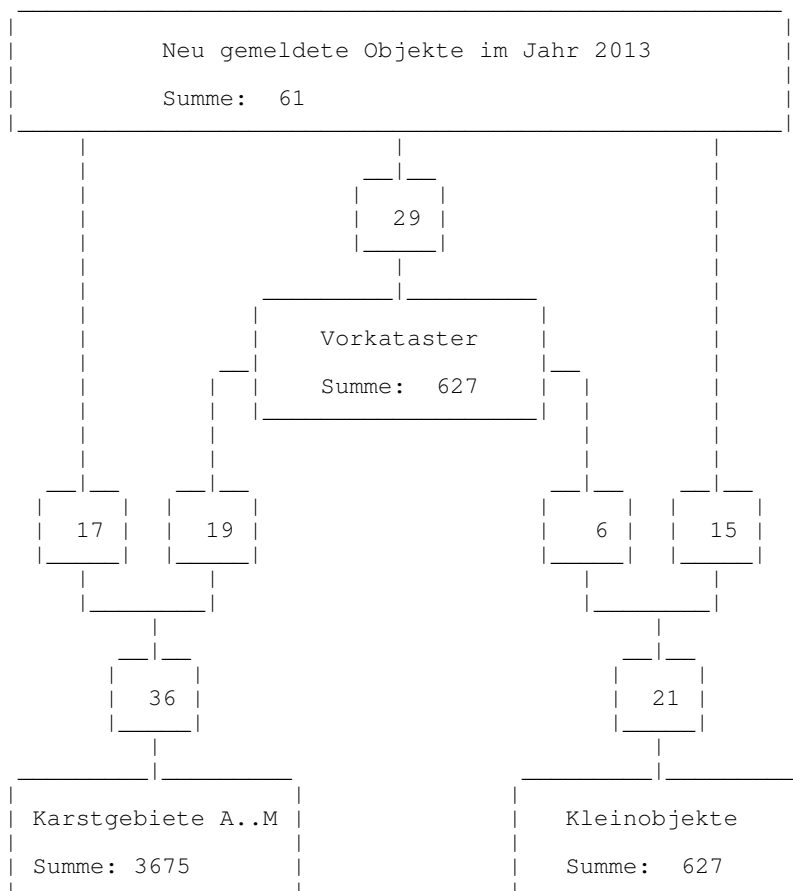 Neu gemeldete Objekte im Jahr 2013
Summe: 61
29
Vorkataster
Summe: 627
17 19 6 15
36 21
Karstgebiete A..M Kleinobjekte
Summe: 3675 Summe: 627